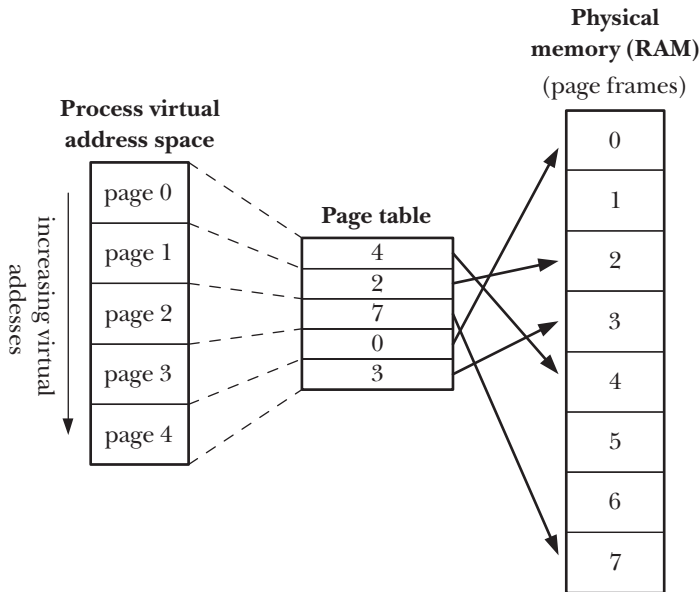 Physical
memory (RAM)
(page frames)
Process virtual
address space
increasing virtual
addesses
page 0
page 1
page 2
page 3
page 4
Page table
4
2
7
0
3
0
1
2
3
4
5
6
7